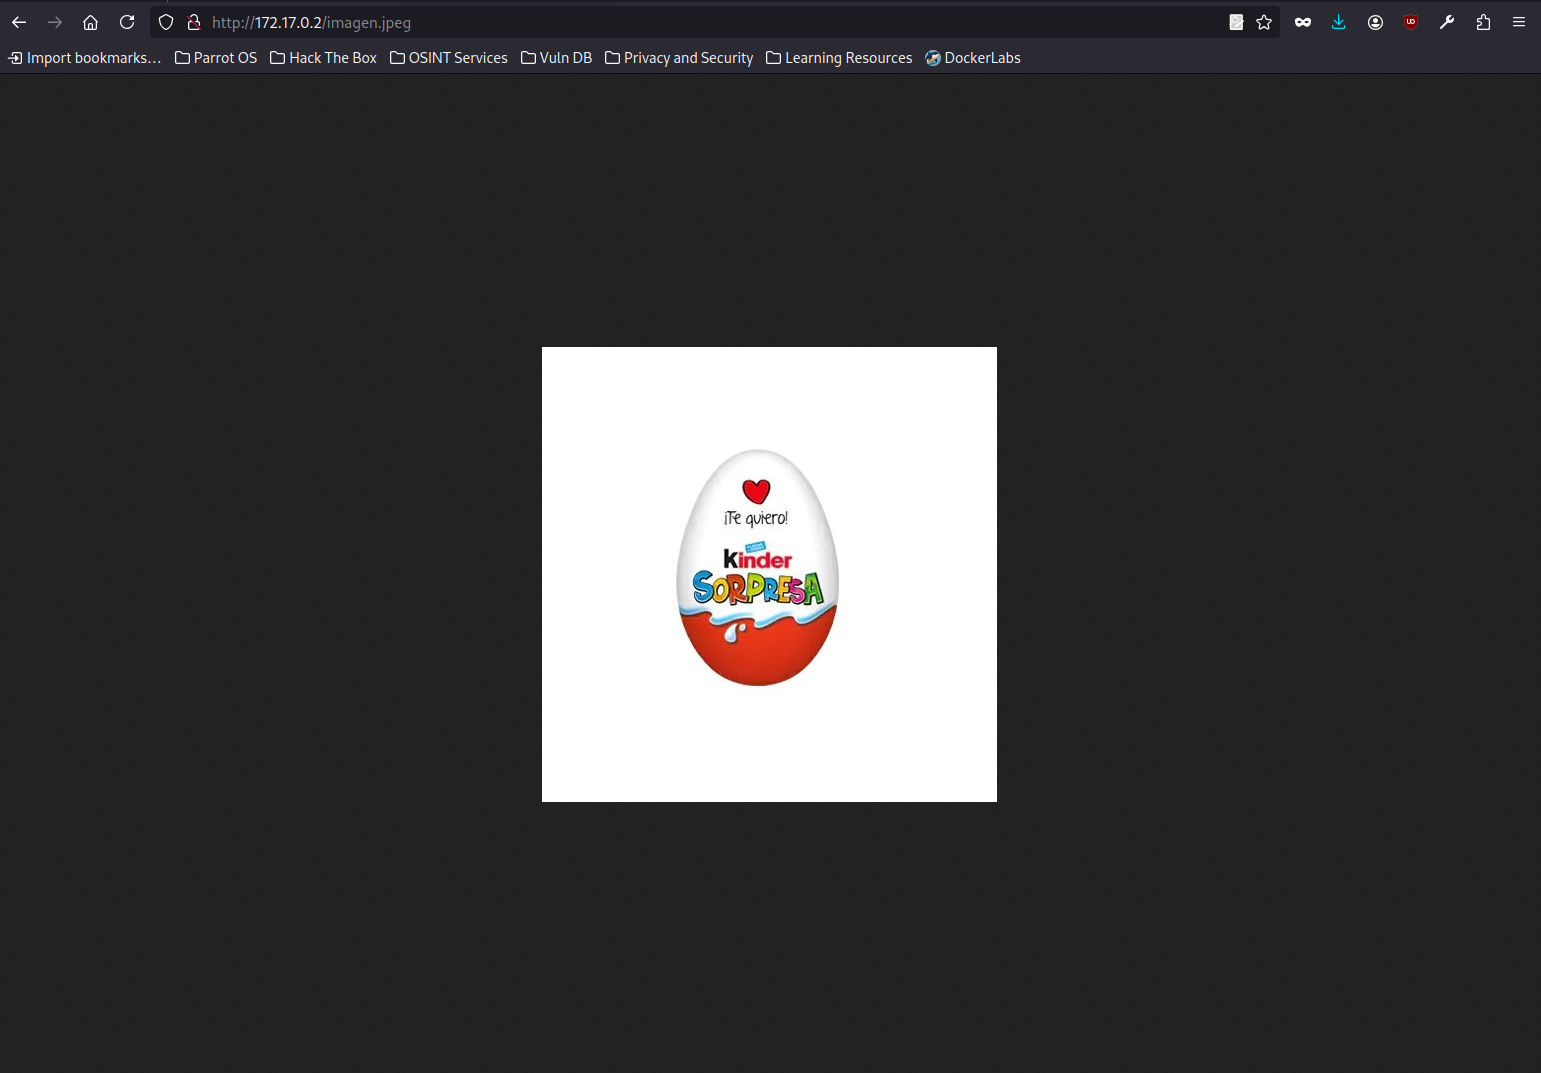 http://172.17.0.2/imagen.jpeg
Import bookmarks... Parrot OS Hack The Box OSINT Services Vuln DB Privacy and Security Learning Resources DockerLabs
¡Te quiero!
Kinder
SORPRESA